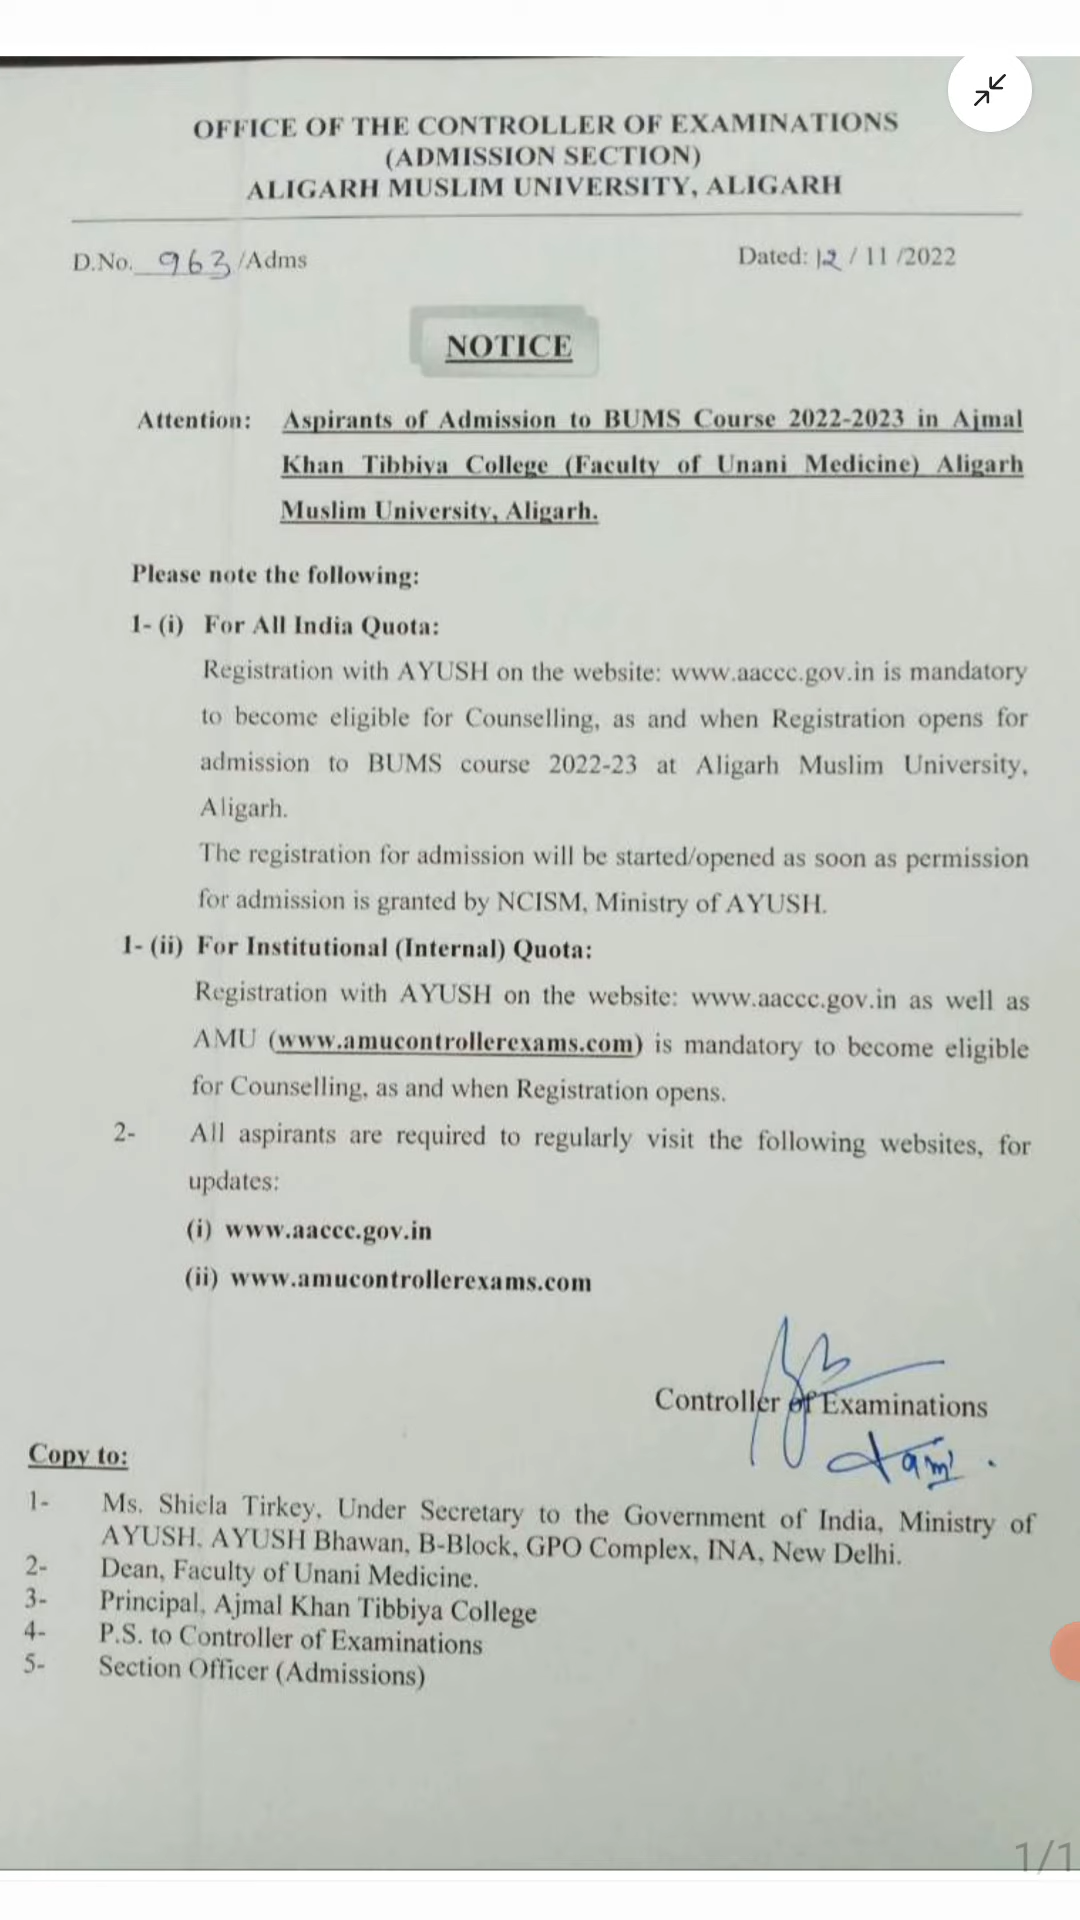 OFFICE OF THE CONTROLLER OF EXAMINATIONS
(ADMISSION SECTION)
ALIGARH MUSLIM UNIVERSITY, ALIGARH
D.No. 963/Adms Dated: 12 / 11 /2022
NOTICE
Attention: Aspirants of Admission to BUMS Course 2022-2023 in Ajmal
Khan Tibbiya College (Faculty of Unani Medicine) Aligarh
Muslim University, Aligarh.
Please note the following:
1- (i) For All India Quota:
Registration with AYUSH on the website: www.aaccc.gov.in is mandatory
to become eligible for Counselling, as and when Registration opens for
admission to BUMS course 2022-23 at Aligarh Muslim University,
Aligarh.
The registration for admission will be started/opened as soon as permission
for admission is granted by NCISM, Ministry of AYUSH.
1- (ii) For Institutional (Internal) Quota:
Registration with AYUSH on the website: www.aaccc.gov.in as well as
AMU (www.amucontrollerexams.com) is mandatory to become eligible
for Counselling, as and when Registration opens.
2- All aspirants are required to regularly visit the following websites, for
updates:
(i) www.aaccc.gov.in
(ii) www.amucontrollerexams.com
Controller of Examinations
Copy to:
1- Ms. Shiela Tirkey, Under Secretary to the Government of India, Ministry of
AYUSH, AYUSH Bhawan, B-Block, GPO Complex, INA, New Delhi.
2- Dean, Faculty of Unani Medicine.
3- Principal, Ajmal Khan Tibbiya College
4- P.S. to Controller of Examinations
5- Section Officer (Admissions)
1/1